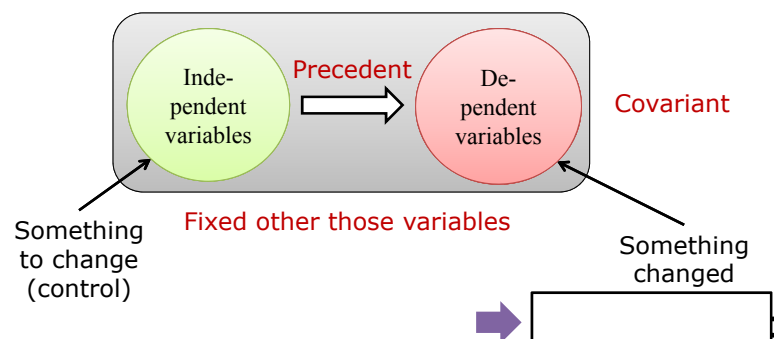 Inde-
pendent
variables
Precedent
De-
pendent
variables
Covariant
Fixed other those variables
Something
to change
(control)
Something
changed